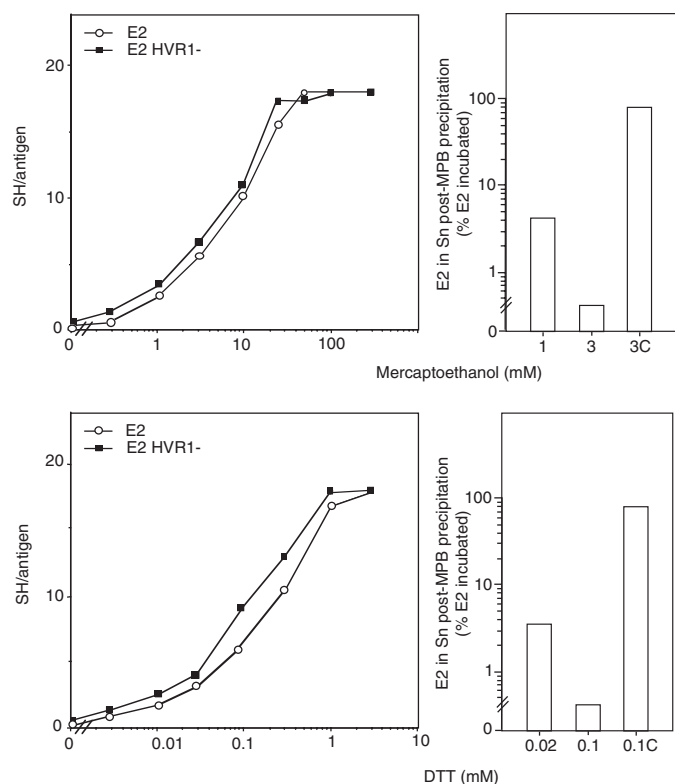 E2
E2 HVR1-
20
10
0
SH/antigen
0
1
10
100
100
10
1
0
E2 in Sn post-MPB precipitation
(% E2 incubated)
1
3
3C
Mercaptoethanol (mM)
E2
E2 HVR1-
20
10
0
SH/antigen
0
0.01
0.1
1
10
100
10
1
0
E2 in Sn post-MPB precipitation
(% E2 incubated)
0.02
0.1
0.1C
DTT (mM)